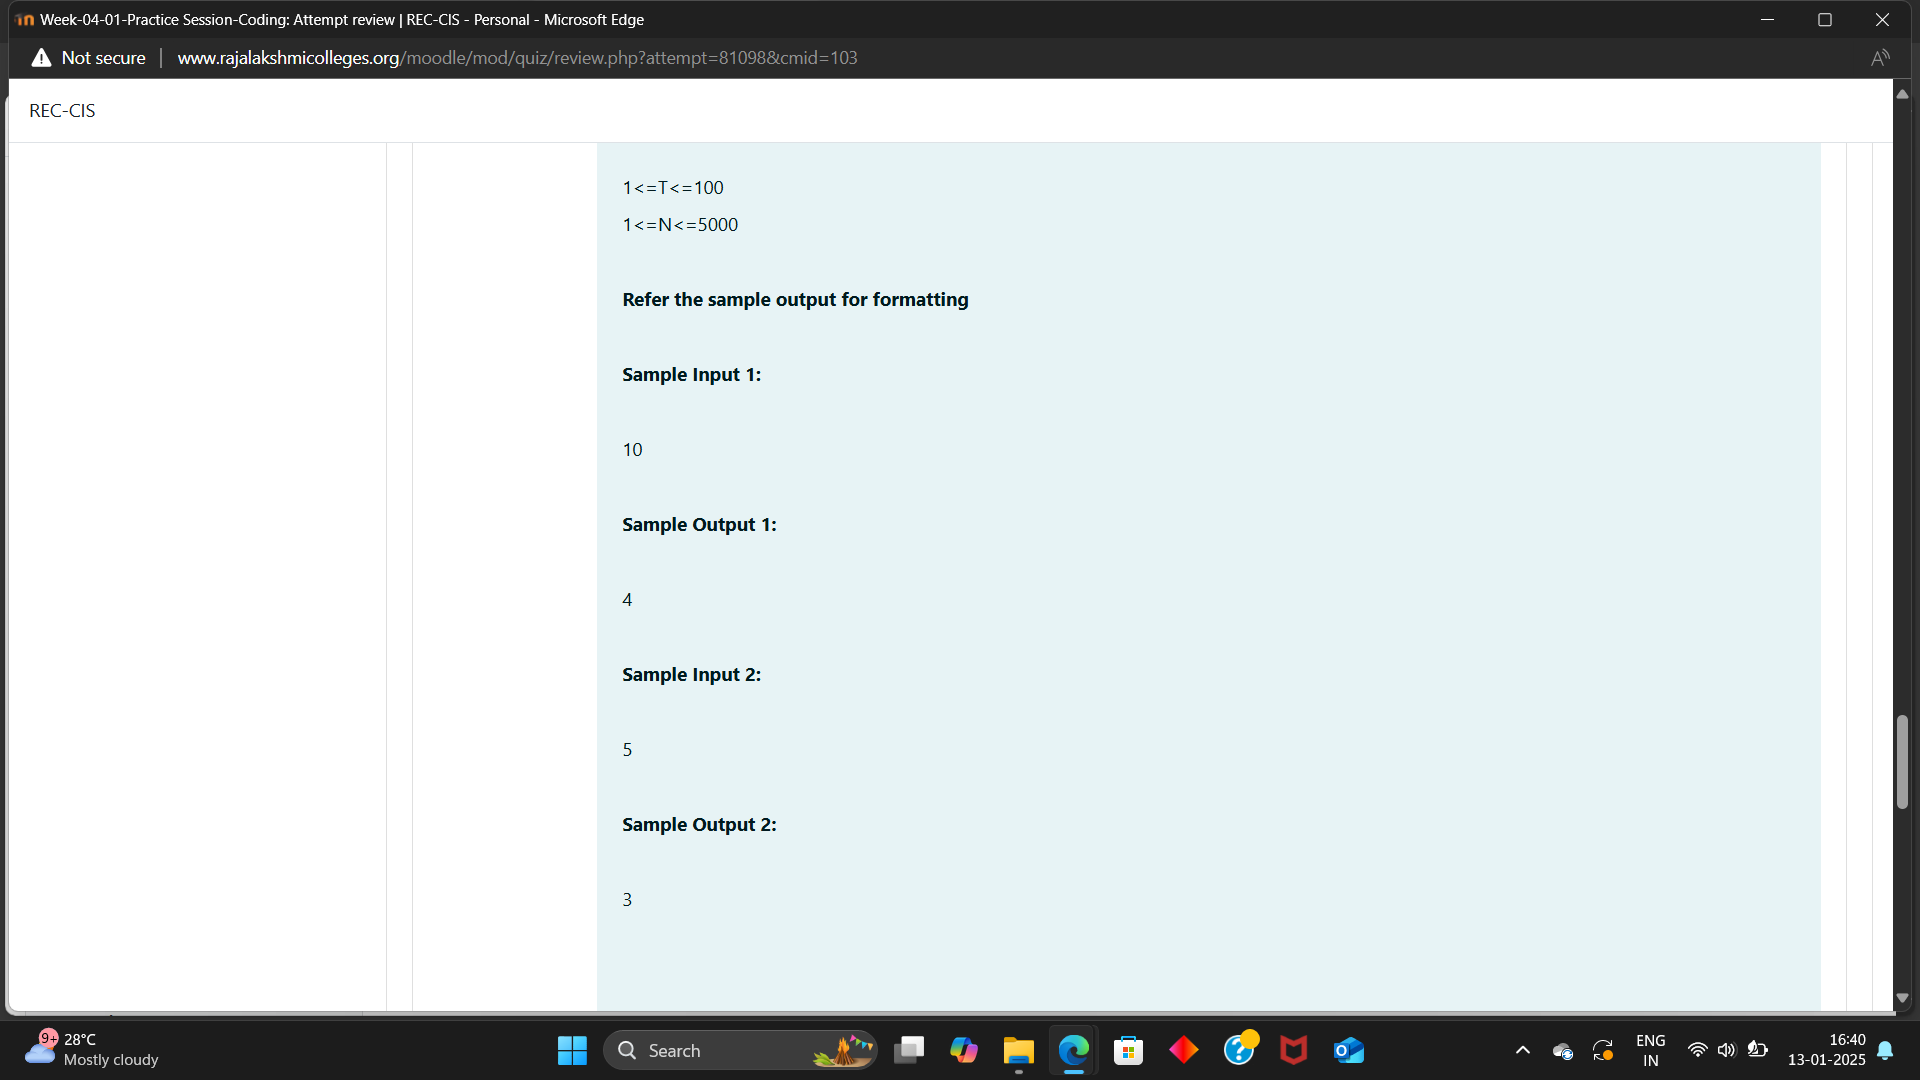 Week-04-01-Practice Session-Coding: Attempt review | REC-CIS - Personal - Microsoft Edge
Not secure | www.rajalakshmicolleges.org/moodle/mod/quiz/review.php?attempt=81098&cmid=103
REC-CIS
1<=T<=100
1<=N<=5000
Refer the sample output for formatting
Sample Input 1:
10
Sample Output 1:
4
Sample Input 2:
5
Sample Output 2:
3
9+
28°C
Mostly cloudy
Search
ENG
IN
16:40
13-01-2025